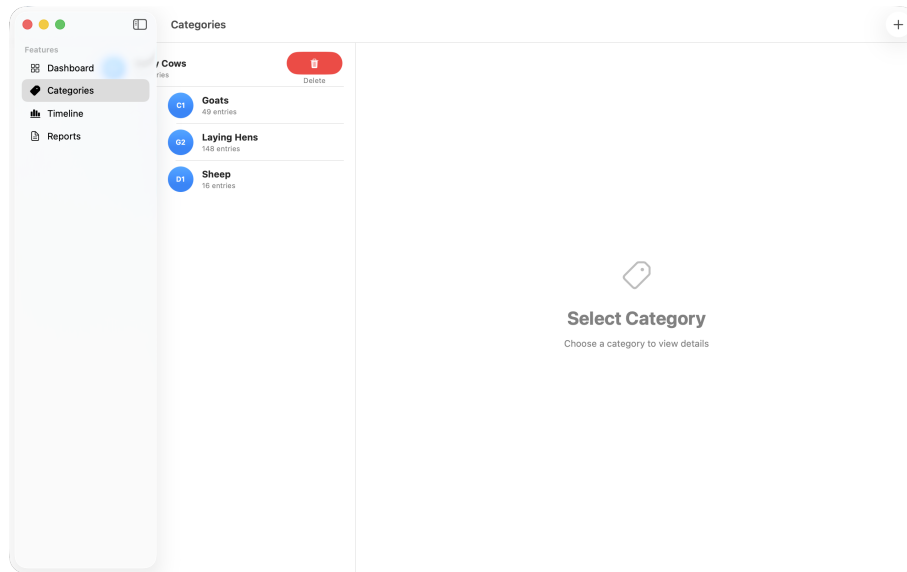 Categories
Features
Dashboard
Categories
Timeline
Reports
Cows
Delete
C1
Goats
49 entries
G2
Laying Hens
148 entries
D1
Sheep
16 entries
Select Category
Choose a category to view details